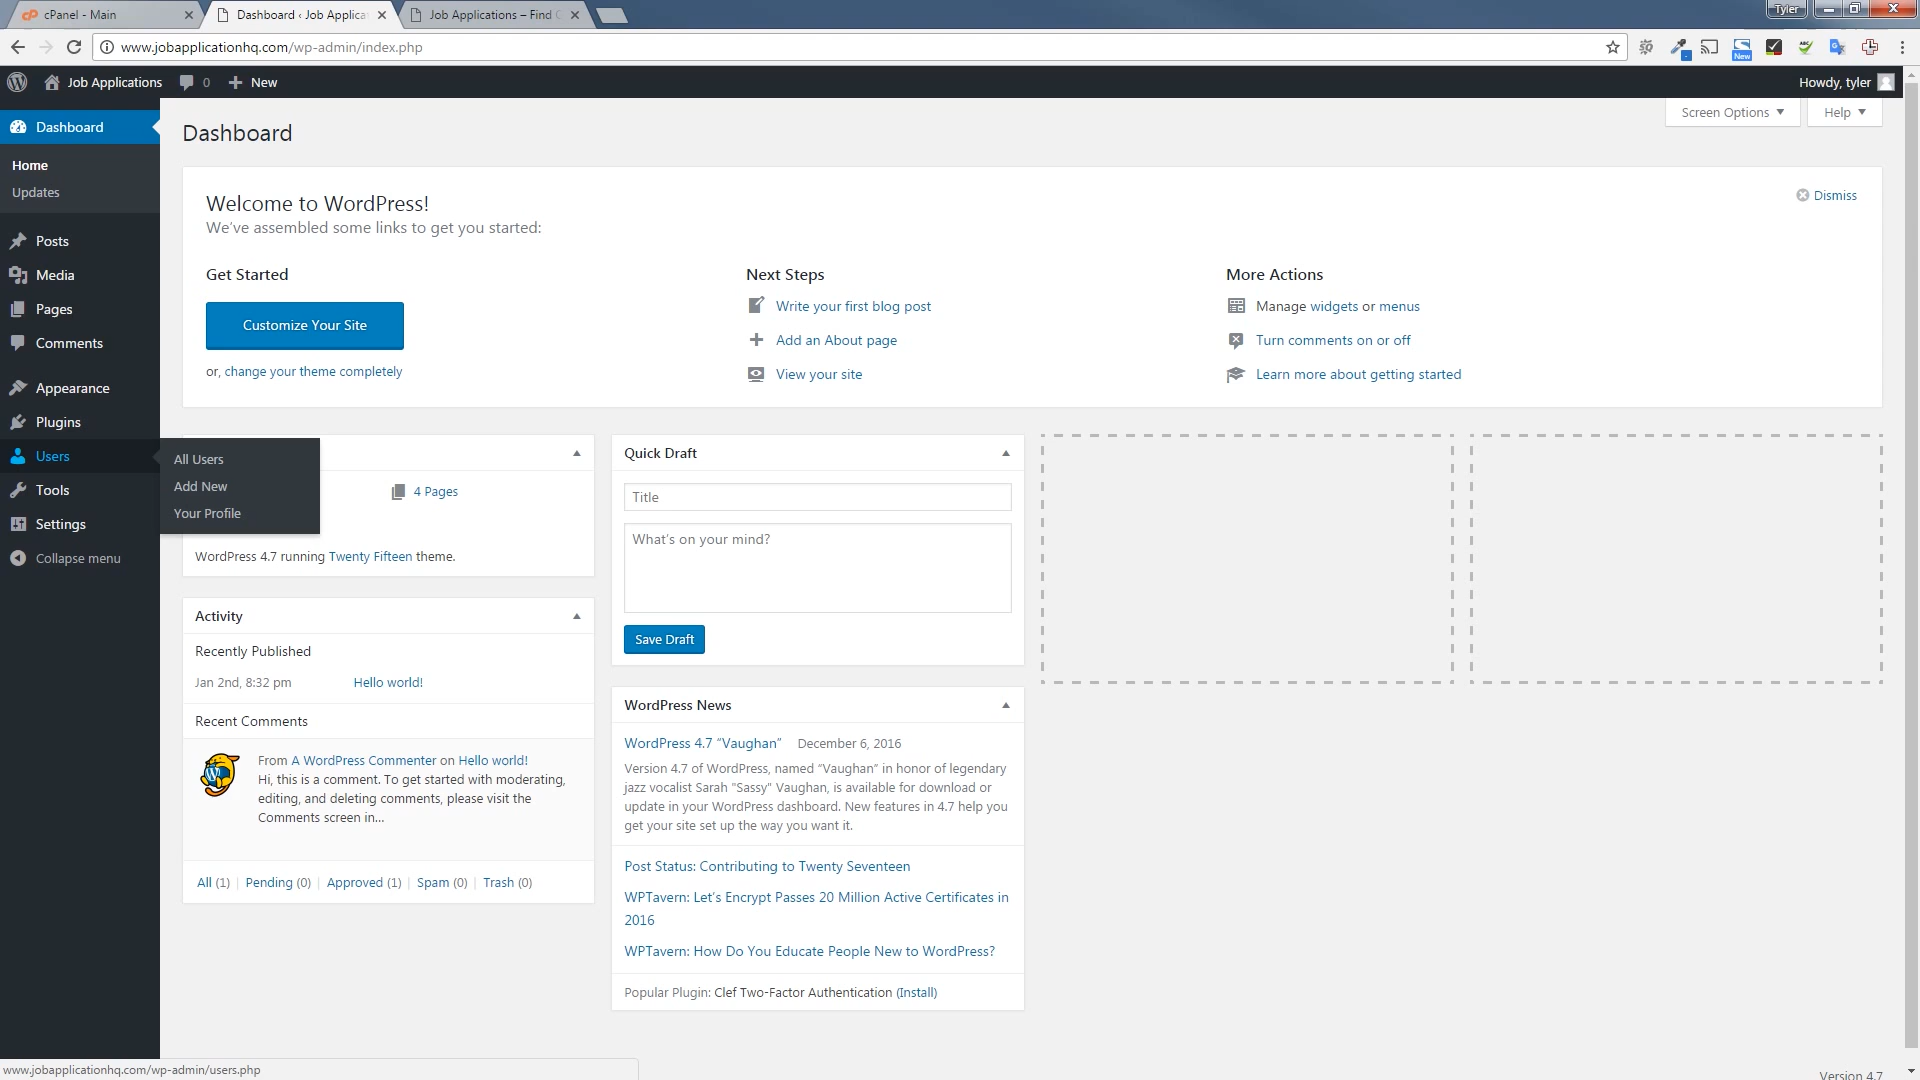 cPanel - Main
Dashboard ‹ Job Applicat
Job Applications – Find
Tyler
www.jobapplicationhq.com/wp-admin/index.php
New
Job Applications
0
New
Howdy, tyler
Dashboard
Home
Updates
Posts
Media
Pages
Comments
Appearance
Plugins
Users
Tools
Settings
Collapse menu
All Users
Add New
Your Profile
Dashboard
Screen Options
Help
Welcome to WordPress!
We've assembled some links to get you started:
Dismiss
Get Started
Customize Your Site
or, change your theme completely
Next Steps
Write your first blog post
Add an About page
View your site
More Actions
Manage widgets or menus
Turn comments on or off
Learn more about getting started
4 Pages
WordPress 4.7 running Twenty Fifteen theme.
Activity
Recently Published
Jan 2nd, 8:32 pm Hello world!
Recent Comments
From A WordPress Commenter on Hello world!
Hi, this is a comment. To get started with moderating,
editing, and deleting comments, please visit the
Comments screen in...
All (1) | Pending (0) | Approved (1) | Spam (0) | Trash (0)
Quick Draft
Title
What's on your mind?
Save Draft
WordPress News
WordPress 4.7 “Vaughan” December 6, 2016
Version 4.7 of WordPress, named “Vaughan” in honor of legendary
jazz vocalist Sarah "Sassy" Vaughan, is available for download or
update in your WordPress dashboard. New features in 4.7 help you
get your site set up the way you want it.
Post Status: Contributing to Twenty Seventeen
WPTavern: Let's Encrypt Passes 20 Million Active Certificates in
2016
WPTavern: How Do You Educate People New to WordPress?
Popular Plugin: Clef Two-Factor Authentication (Install)
www.jobapplicationhq.com/wp-admin/users.php
Version 4.7